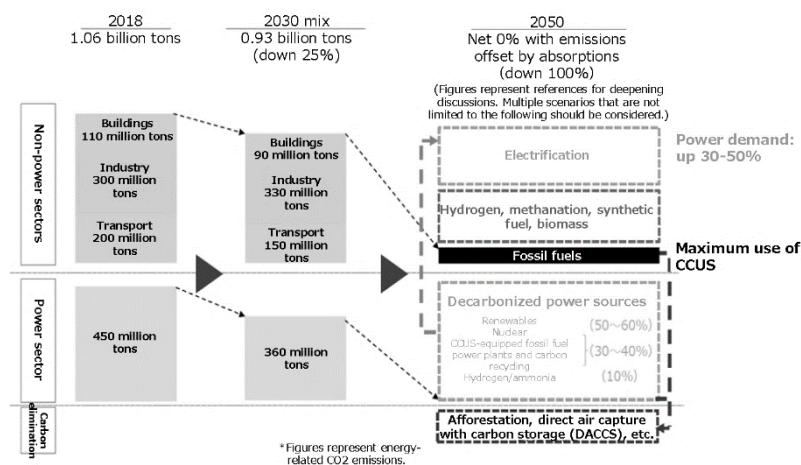 2018
1.06 billion tons
2030 mix
0.93 billion tons
(down 25%)
2050
Net 0% with emissions
offset by absorptions
(down 100%)
(Figures represent references for deepening
discussions. Multiple scenarios that are not
limited to the following should be considered.)
Non-power sectors
Buildings
110 million tons
Industry
300 million
tons
Transport
200 million
tons
Buildings
90 million tons
Industry
330 million
tons
Transport
150 million
tons
Electrification
Power demand:
up 30-50%
Hydrogen, methanation, synthetic
fuel, biomass
Fossil fuels
Maximum use of
CCUS
Power sector
450 million
tons
360 million
tons
Decarbonized power sources
Renewables
(50～60%)
Nuclear
CCUS-equipped fossil fuel
power plants and carbon
recyding
(30～40%)
Hydrogen/ammonia
(10%)
Carbon
elimination
Afforestation, direct air capture
with carbon storage (DACCS), etc.
*Figures represent energy-
related CO2 emissions.